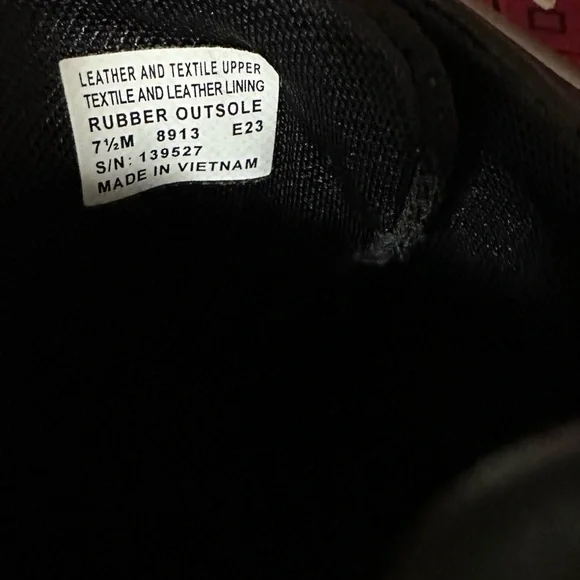 LEATHER AND TEXTILE UPPER
TEXTILE AND LEATHER LINING
RUBBER OUTSOLE
7½M 8913 E23
S/N: 139527
MADE IN VIETNAM